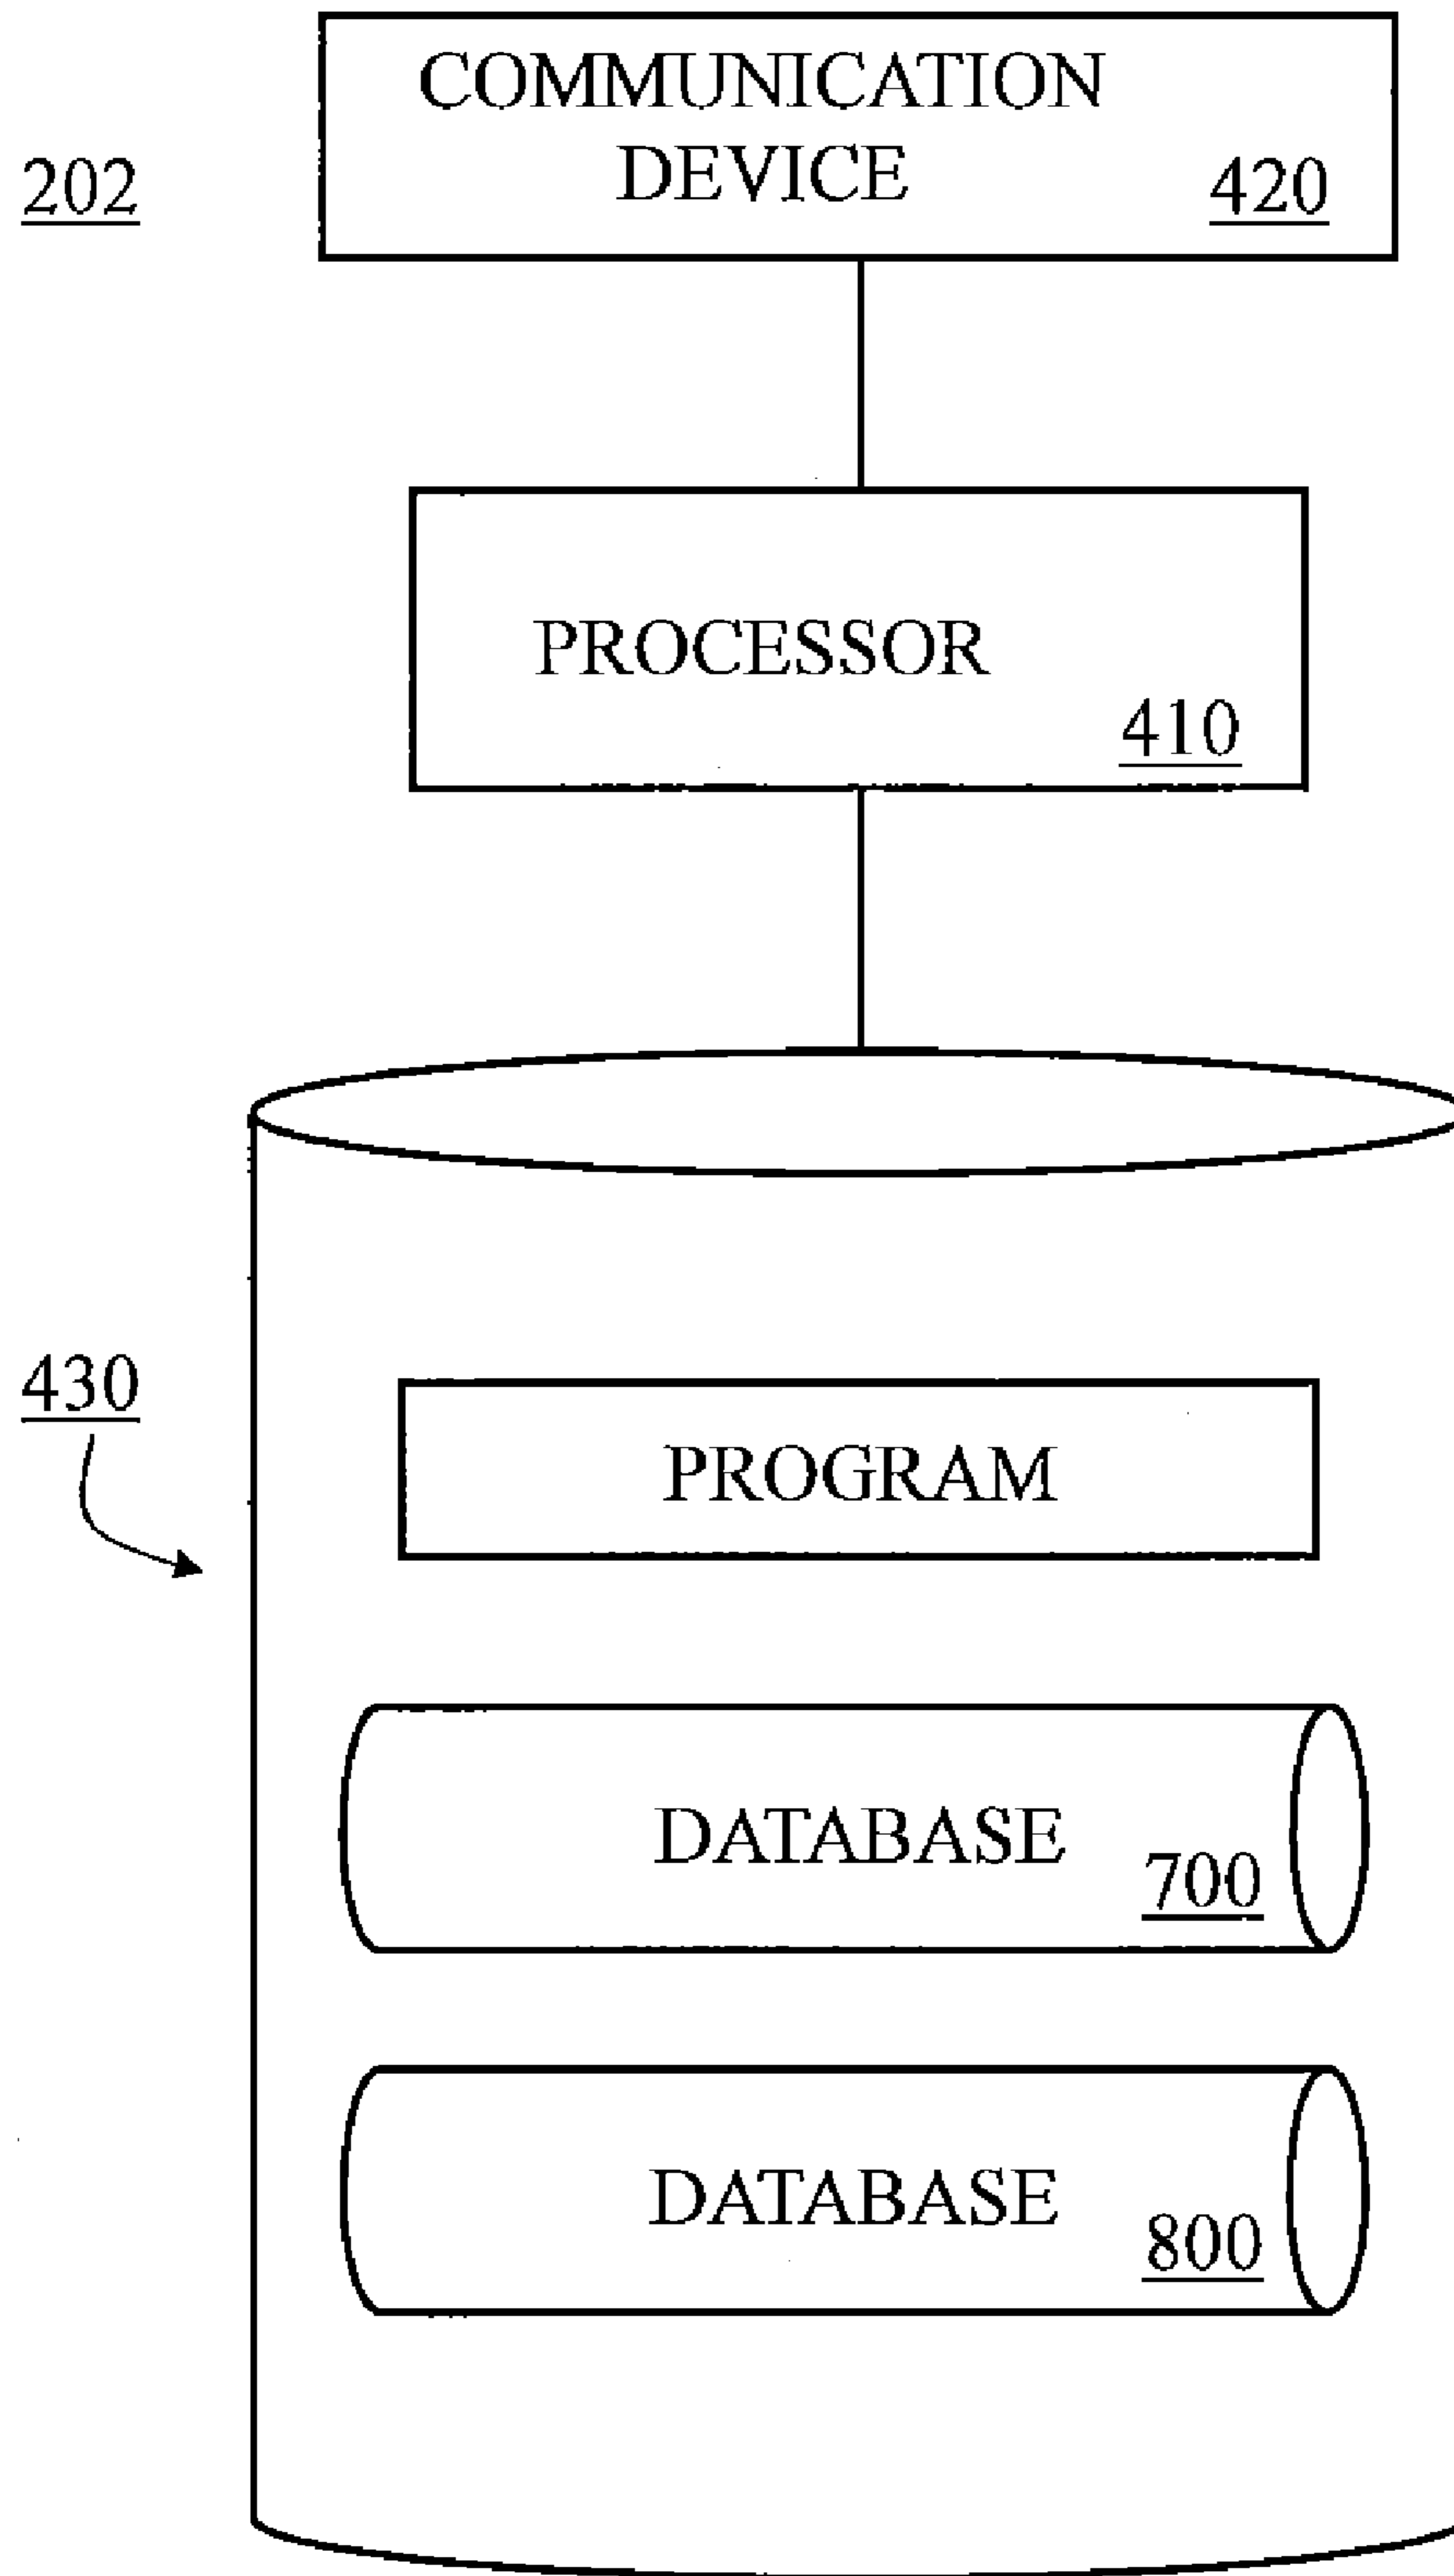 COMMUNICATION
DEVICE
420
202
PROCESSOR
410
430
PROGRAM
DATABASE
700
DATABASE
800